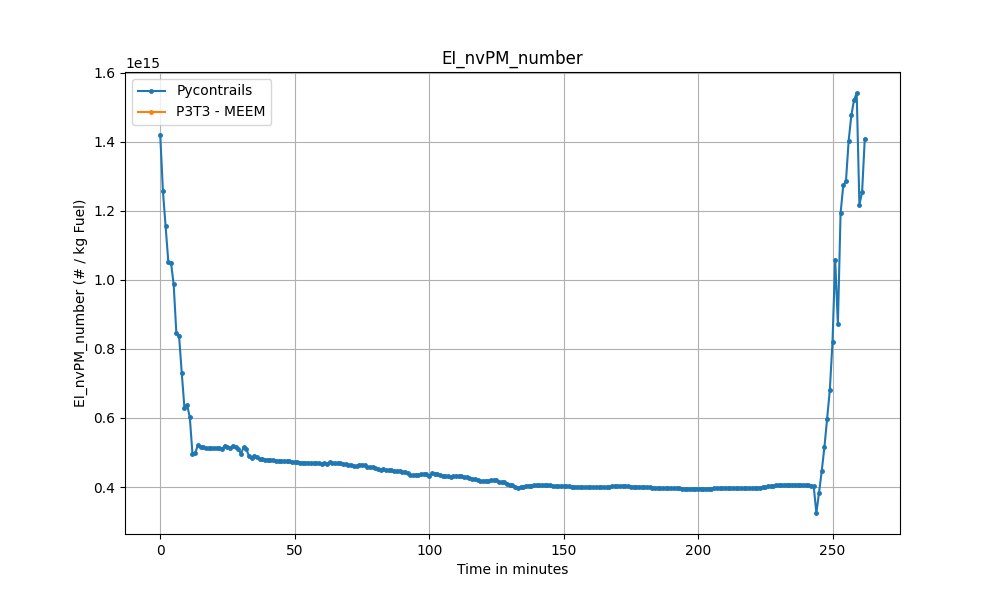 EI_nvPM_number
1e15
Pycontrails
P3T3 - MEEM
1.6
1.4
1.2
1.0
0.8
0.6
0.4
EI_nvPM_number (# / kg Fuel)
0
50
100
150
200
250
Time in minutes